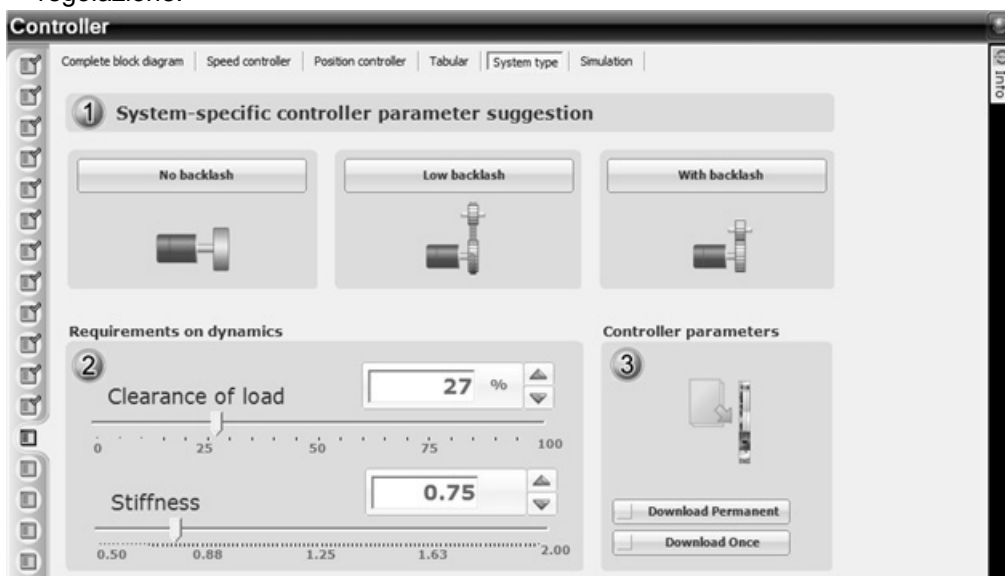 regolazione.
Controller
Complete block diagram Speed controller Position controller Tabular System type Simulation
Info
1 System-specific controller parameter suggestion
No backlash Low backlash With backlash
Requirements on dynamics
2
Clearance of load 27 %
0 25 50 75 100
Stiffness 0.75
0.50 0.88 1.25 1.63 2.00
Controller parameters
3
Download Permanent
Download Once